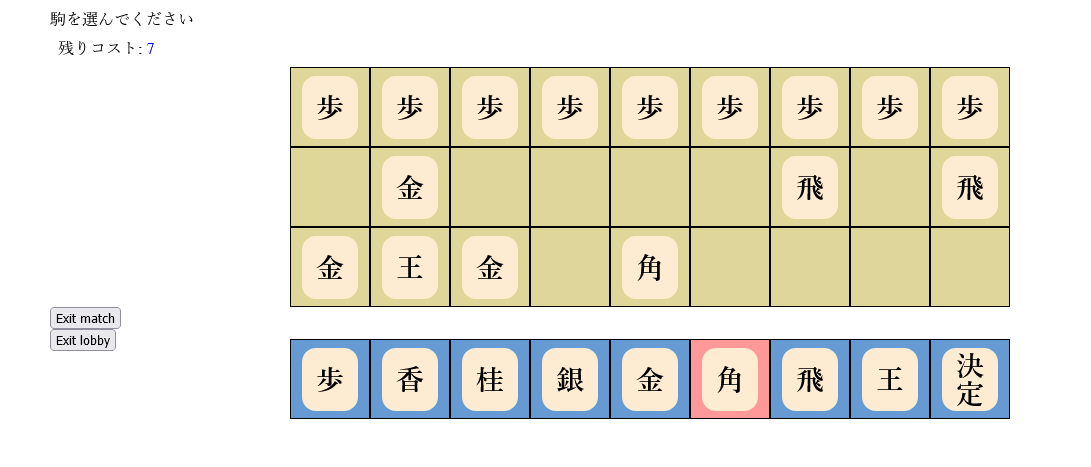 駒を選んでください
残りコスト: 7
歩 歩 歩 歩 歩 歩 歩 歩 歩
金 飛 飛
金 王 金 角
Exit match
Exit lobby
歩 香 桂 銀 金 角 飛 王 決定